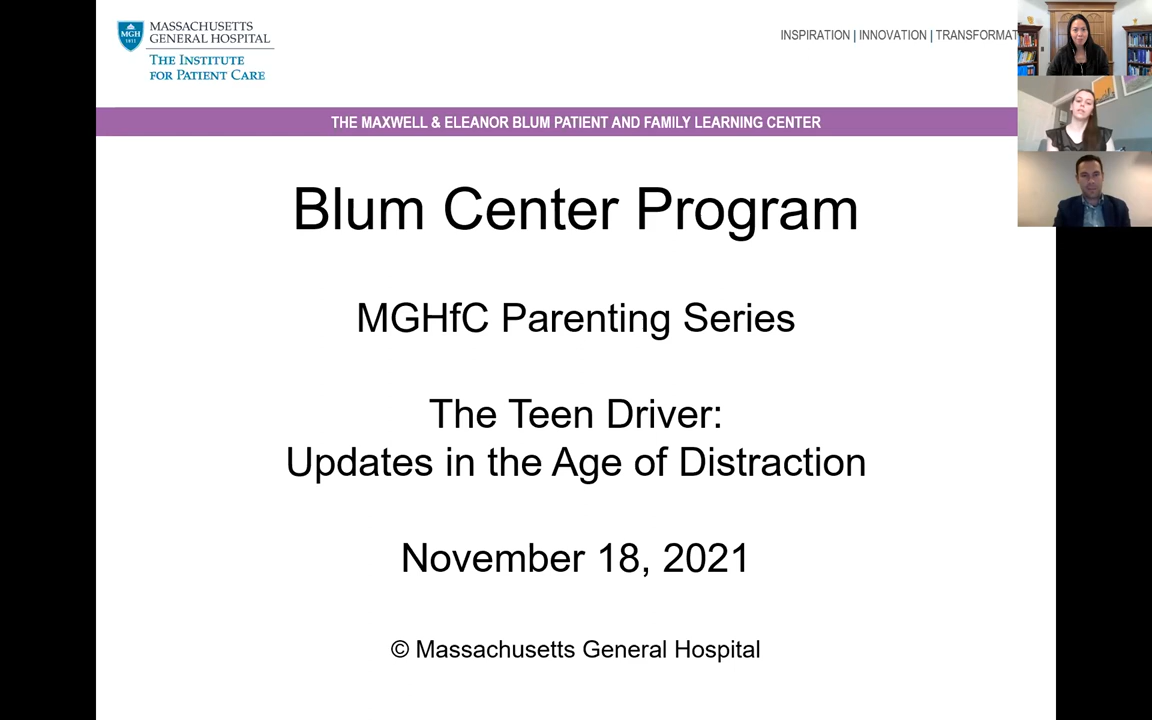 MGH
1811
MASSACHUSETTS
GENERAL HOSPITAL
THE INSTITUTE
FOR PATIENT CARE
INSPIRATION | INNOVATION | TRANSFORMAT
THE MAXWELL & ELEANOR BLUM PATIENT AND FAMILY LEARNING CENTER
Blum Center Program
MGHfC Parenting Series
The Teen Driver:
Updates in the Age of Distraction
November 18, 2021
© Massachusetts General Hospital